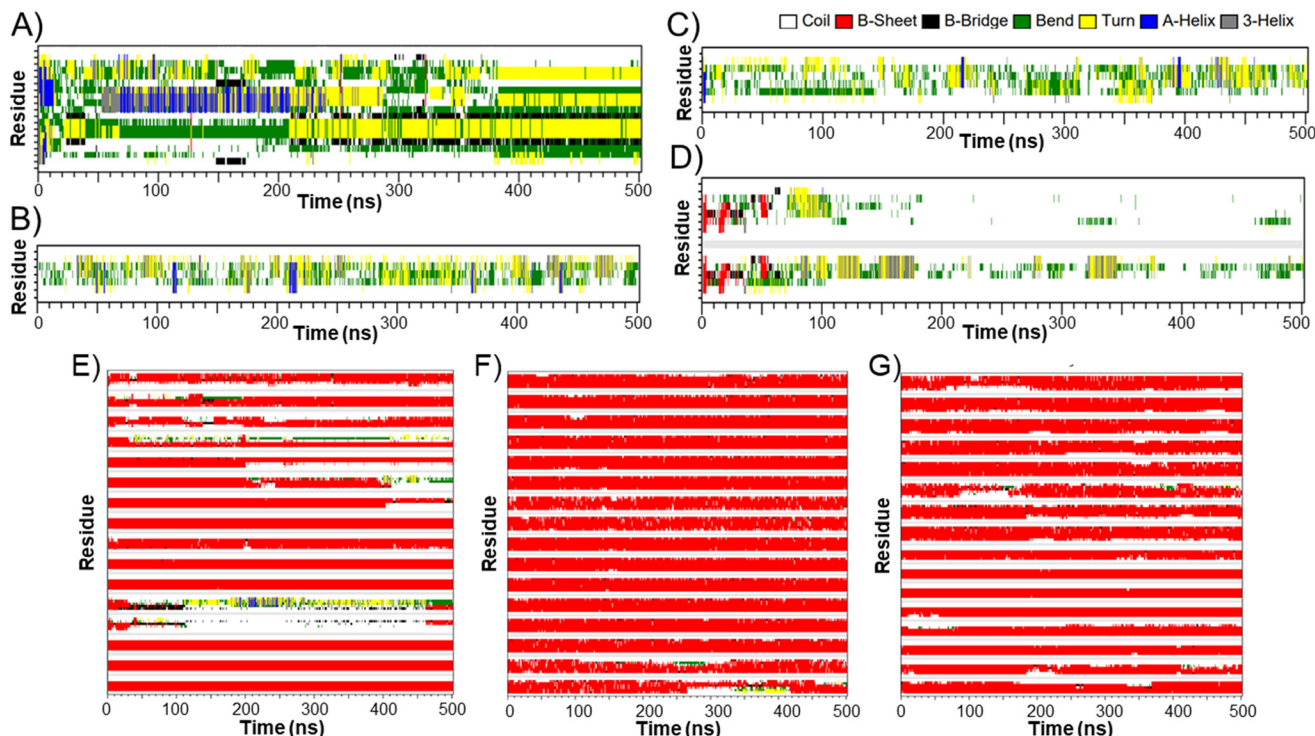 A)
C)
Coil B-Sheet B-Bridge Bend Turn A-Helix 3-Helix
Residue
0 100 200 300 400 500
Time (ns)
Residue
0 100 200 300 400 500
Time (ns)
B)
Residue
0 100 200 300 400 500
Time (ns)
D)
Residue
0 100 200 300 400 500
Time (ns)
E)
Residue
0 100 200 300 400 500
Time (ns)
F)
0 100 200 300 400 500
Time (ns)
G)
Residue
0 100 200 300 400 500
Time (ns)